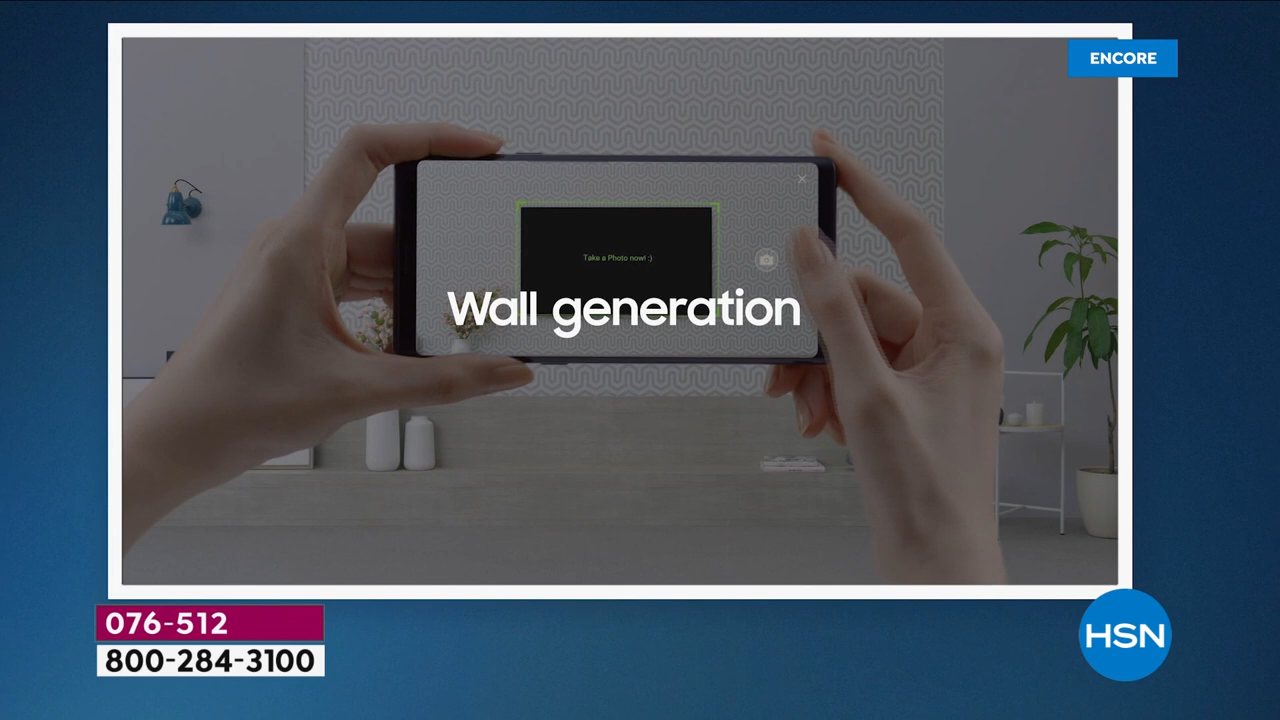 ENCORE
Take a Photo now! :)
Wall generation
076-512
800-284-3100
HSN